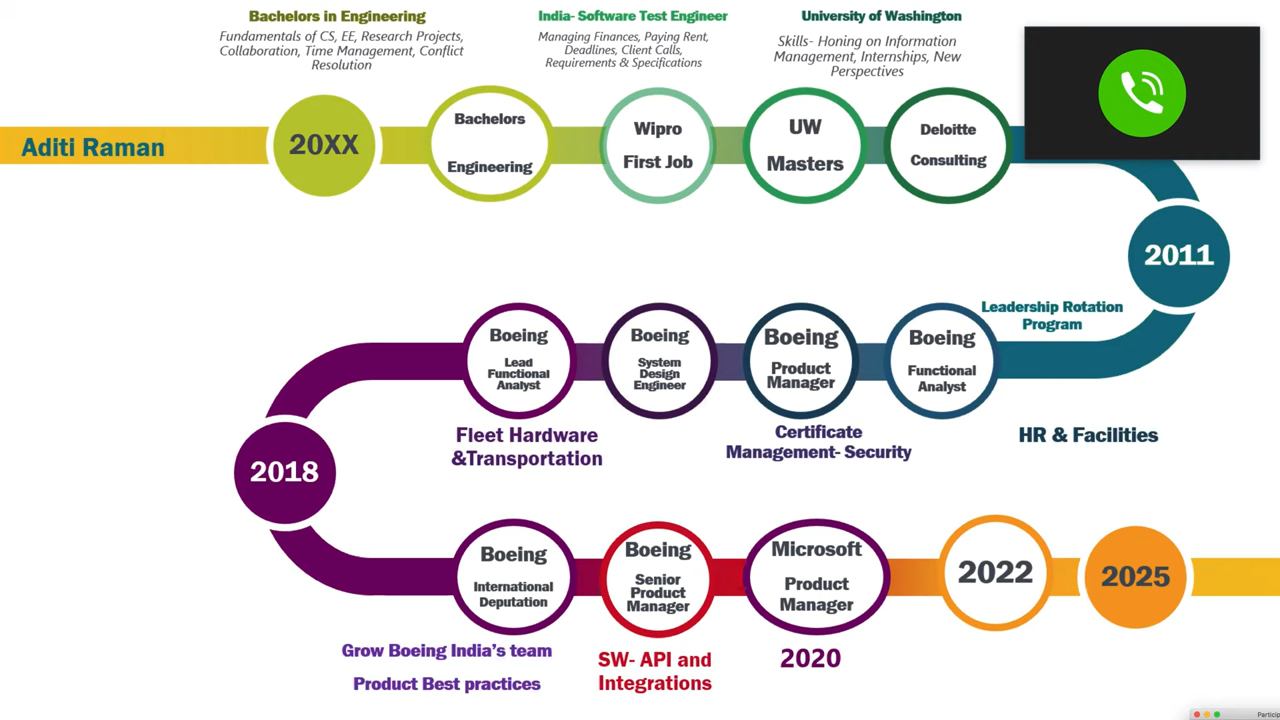 Bachelors in Engineering
Fundamentals of CS, EE, Research Projects,
Collaboration, Time Management, Conflict
Resolution
India- Software Test Engineer
Managing Finances, Paying Rent,
Deadlines, Client Calls,
Requirements & Specifications
University of Washington
Skills- Honing on Information
Management, Internships, New
Perspectives
Aditi Raman
20XX
Bachelors
Engineering
Wipro
First Job
UW
Masters
Deloitte
Consulting
2011
Leadership Rotation
Program
Boeing
Lead
Functional
Analyst
Boeing
System
Design
Engineer
Boeing
Product
Manager
Boeing
Functional
Analyst
Fleet Hardware
&Transportation
Certificate
Management- Security
HR & Facilities
2018
Boeing
International
Deputation
Boeing
Senior
Product
Manager
Microsoft
Product
Manager
2022
2025
Grow Boeing India's team
Product Best practices
SW- API and
Integrations
2020